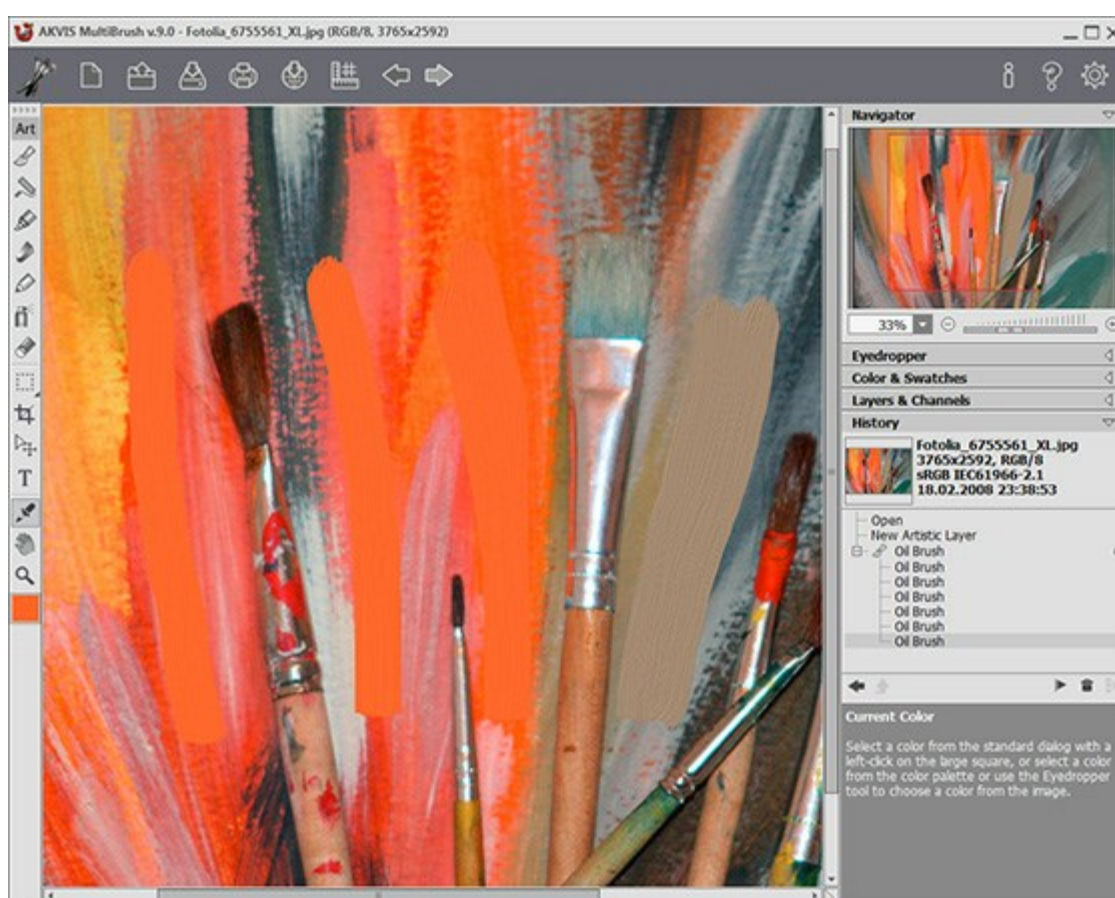 AKVIS MultiBrush v.9.0 - Fotolia_6755561_XL.jpg (RGB/8, 3765x2592)
Art
T
Navigator
33%
Eyedropper
Color & Swatches
Layers & Channels
History
Fotolia_6755561_XL.jpg
3765x2592, RGB/8
sRGB IEC61966-2.1
18.02.2008 23:38:53
Open
New Artistic Layer
Oil Brush
Oil Brush
Oil Brush
Oil Brush
Oil Brush
Oil Brush
Oil Brush
Current Color
Select a color from the standard dialog with a
left-click on the large square, or select a color
from the color palette or use the Eyedropper
tool to choose a color from the image.